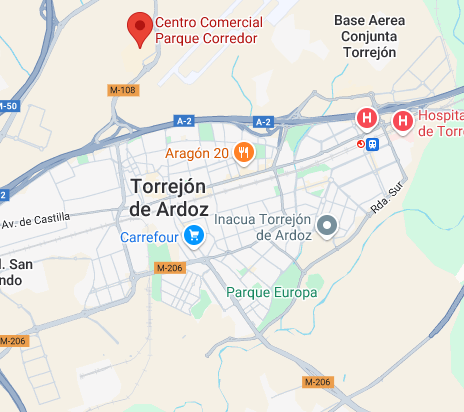 Centro Comercial
Parque Corredor
Base Aerea
Conjunta
Torrejón
M-108
M-50
A-2
A-2
H
H
Hospita
de Torre
Aragón 20
Torrejón
de Ardoz
Rda. Sur
Av. de Castilla
Inacua Torrejón
de Ardoz
Carrefour
l. San
ndo
M-206
Parque Europa
M-206
M-206